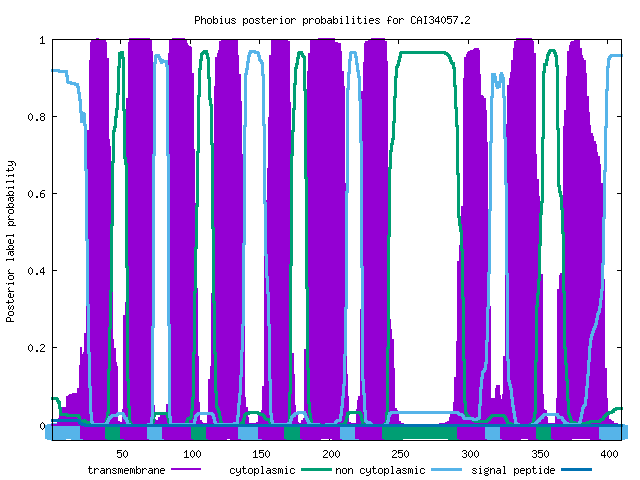 Phobius posterior probabilities for CAI34057.2
Posterior label probability
1
0.8
0.6
0.4
0.2
0
50 100 150 200 250 300 350 400
transmembrane cytoplasmic non cytoplasmic signal peptide